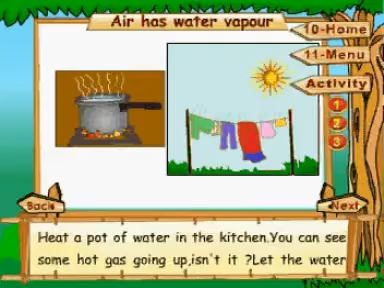 Air has water vapour
10-Home
11-Menu
Activity
1
2
3
Back
Next
Heat a pot of water in the kitchen.You can see
some hot gas going up,isn't it ?Let the water